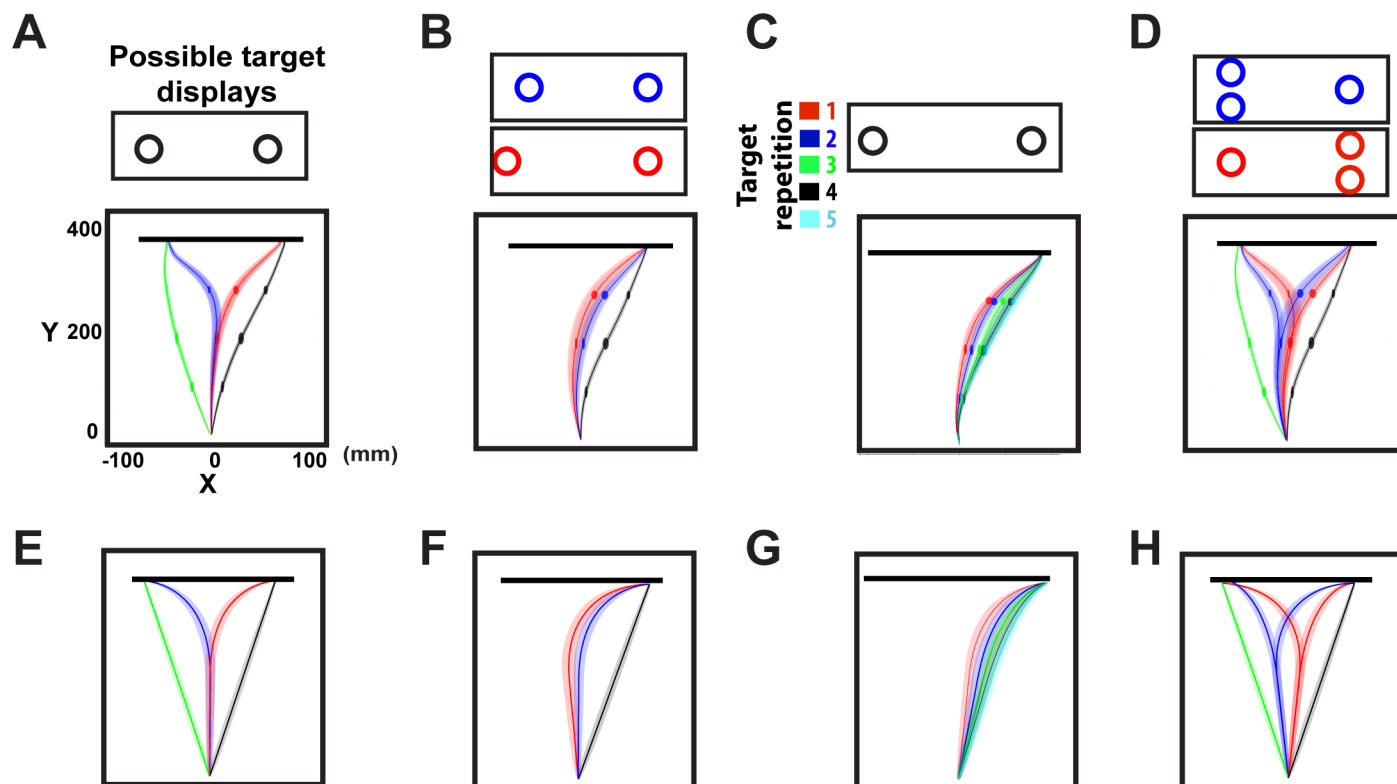 A
B
C
D
Possible target
displays
Target
repetition
1
2
3
4
5
400
Y 200
0
-100 0 100 (mm)
X
E
F
G
H